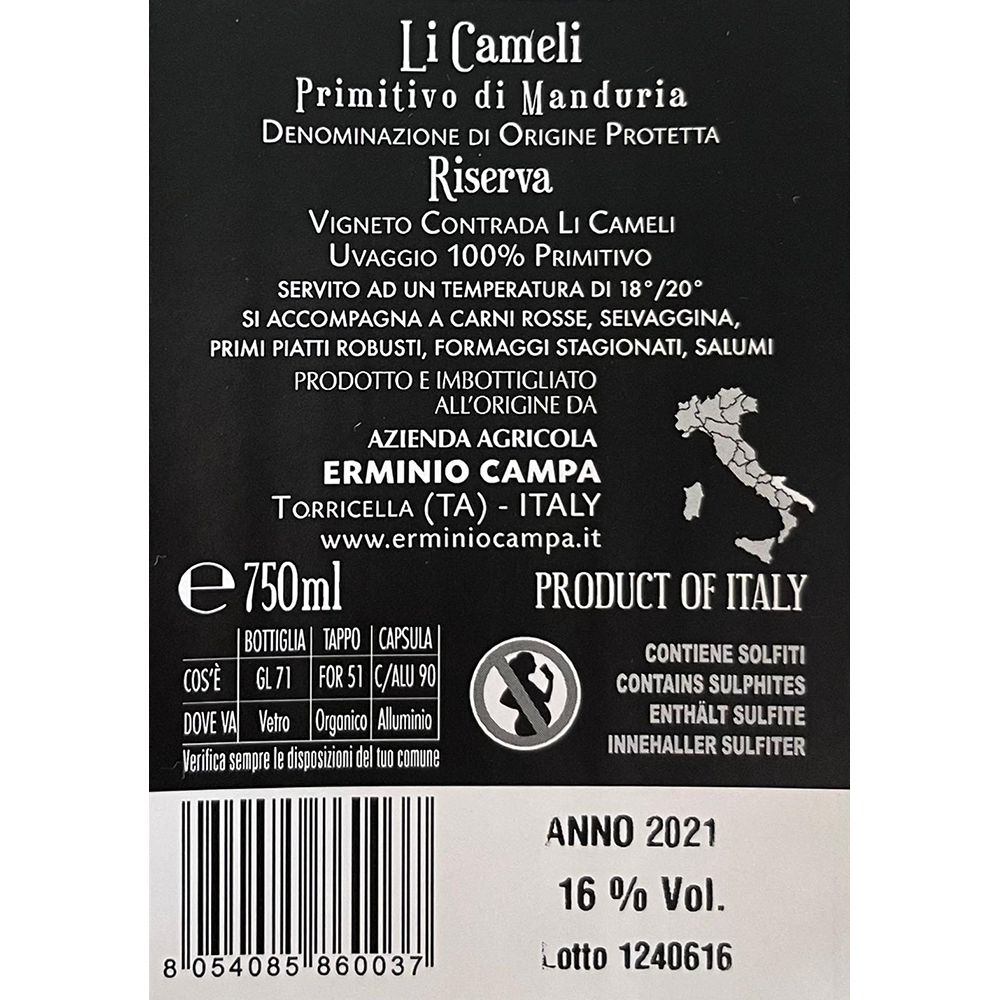 Li Cameli
Primitivo di Manduria
DENOMINAZIONE DI ORIGINE PROTETTA
Riserva
VIGNETO CONTRADA LI CAMELI
UVAGGIO 100% PRIMITIVO
SERVITO AD UN TEMPERATURA DI 18°/20°
SI ACCOMPAGNA A CARNI ROSSE, SELVAGGINA,
PRIMI PIATTI ROBUSTI, FORMAGGI STAGIONATI, SALUMI
PRODOTTO E IMBOTTIGLIATO
ALL'ORIGINE DA
AZIENDA AGRICOLA
ERMINIO CAMPA
TORRICELLA (TA) - ITALY
www.erminiocampa.it
℮ 750ml
PRODUCT OF ITALY
BOTTIGLIA TAPPO CAPSULA
COS'È GL 71 FOR 51 C/ALU 90
DOVE VA Vetro Organico Alluminio
Verifica sempre le disposizioni del tuo comune
CONTIENE SOLFITI
CONTAINS SULPHITES
ENTHÄLT SULFITE
INNEHALLER SULFITER
8 054085 860037
ANNO 2021
16 % Vol.
Lotto 1240616